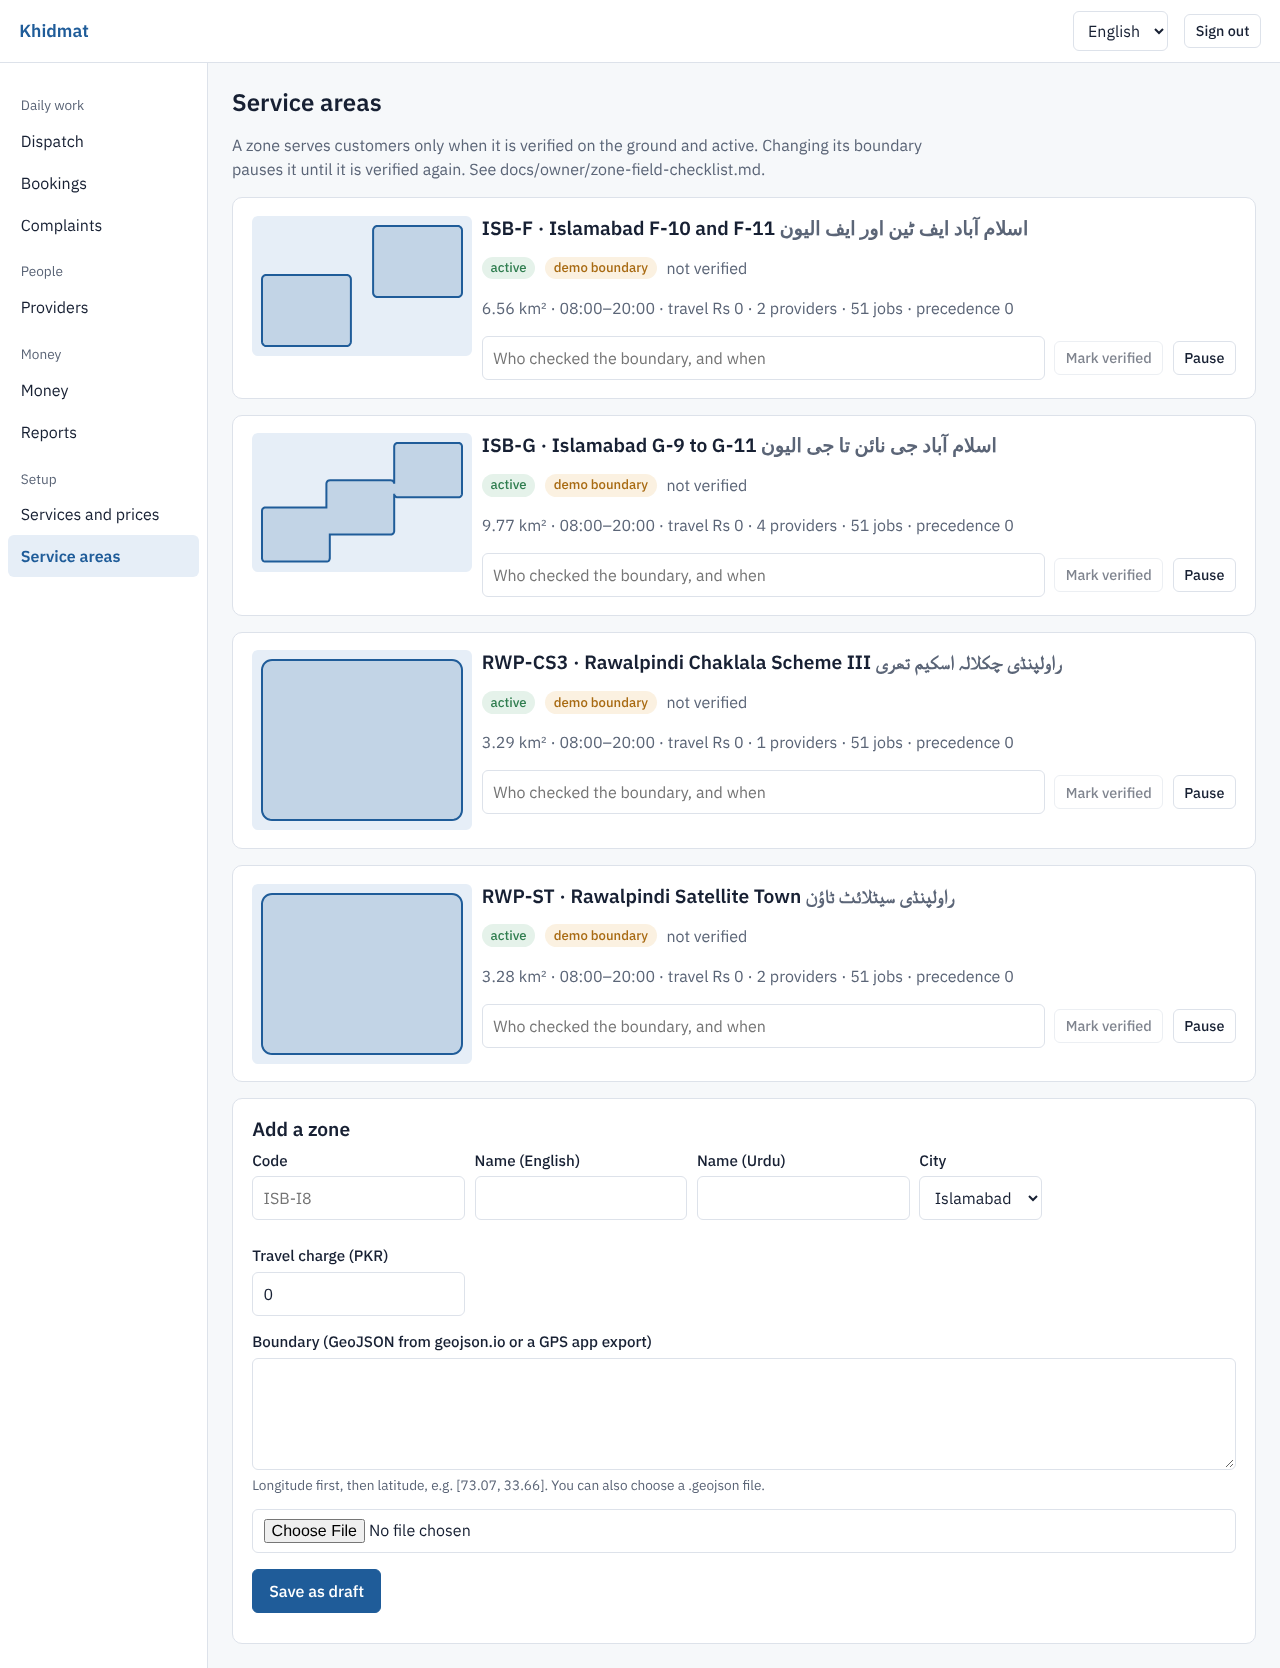 Khidmat
English
Sign out
Daily work
Dispatch
Bookings
Complaints
People
Providers
Money
Money
Reports
Setup
Services and prices
Service areas
Service areas
A zone serves customers only when it is verified on the ground and active. Changing its boundary
pauses it until it is verified again. See docs/owner/zone-field-checklist.md.
ISB-F · Islamabad F-10 and F-11 اسلام آباد ایف ٹین اور ایف الیون
active demo boundary not verified
6.56 km² · 08:00–20:00 · travel Rs 0 · 2 providers · 51 jobs · precedence 0
Who checked the boundary, and when Mark verified Pause
ISB-G · Islamabad G-9 to G-11 اسلام آباد جی نائن تا جی الیون
active demo boundary not verified
9.77 km² · 08:00–20:00 · travel Rs 0 · 4 providers · 51 jobs · precedence 0
Who checked the boundary, and when Mark verified Pause
RWP-CS3 · Rawalpindi Chaklala Scheme III راولپنڈی چکلالہ اسکیم تھری
active demo boundary not verified
3.29 km² · 08:00–20:00 · travel Rs 0 · 1 providers · 51 jobs · precedence 0
Who checked the boundary, and when Mark verified Pause
RWP-ST · Rawalpindi Satellite Town راولپنڈی سیٹلائٹ ٹاؤن
active demo boundary not verified
3.28 km² · 08:00–20:00 · travel Rs 0 · 2 providers · 51 jobs · precedence 0
Who checked the boundary, and when Mark verified Pause
Add a zone
Code Name (English) Name (Urdu) City
ISB-I8 Islamabad
Travel charge (PKR)
0
Boundary (GeoJSON from geojson.io or a GPS app export)
Longitude first, then latitude, e.g. [73.07, 33.66]. You can also choose a .geojson file.
Choose File No file chosen
Save as draft